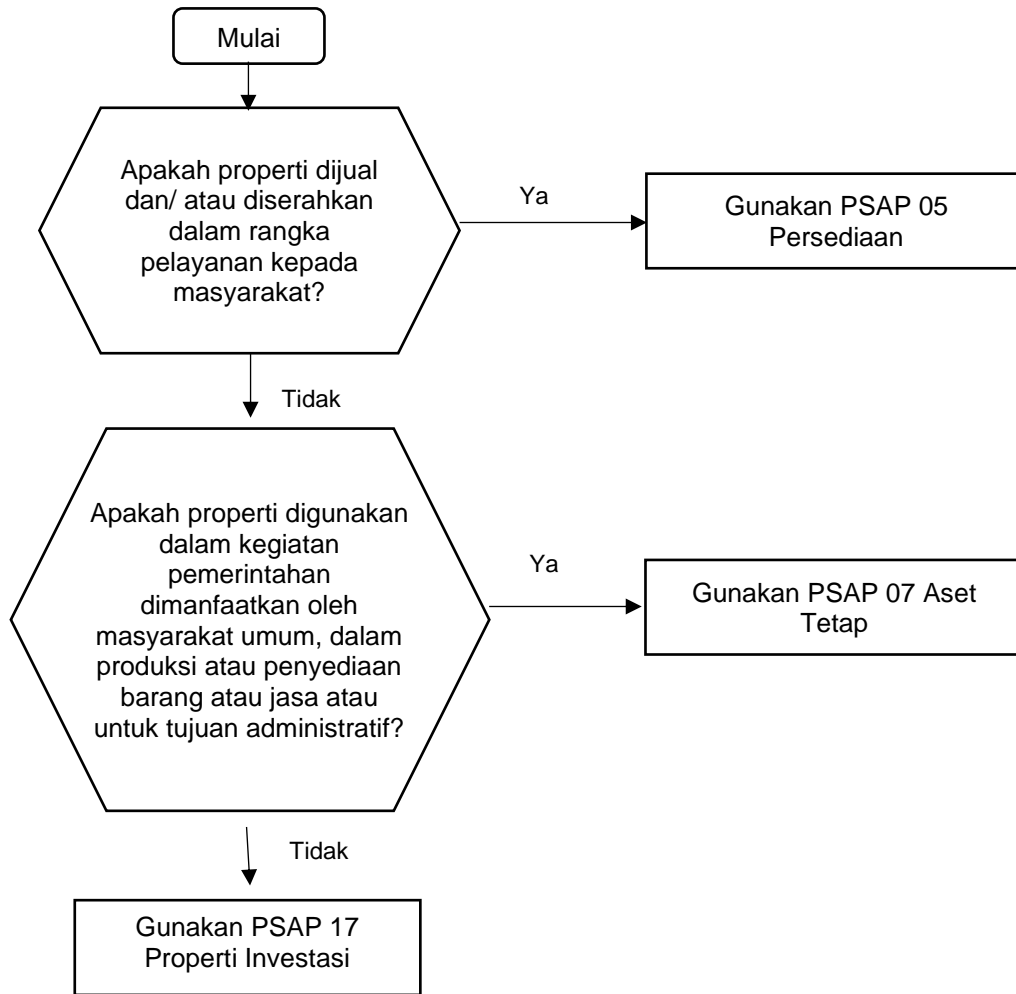 Mulai
Apakah properti dijual
dan/ atau diserahkan
dalam rangka
pelayanan kepada
masyarakat?
Ya
Gunakan PSAP 05
Persediaan
Tidak
Apakah properti digunakan
dalam kegiatan
pemerintahan
dimanfaatkan oleh
masyarakat umum, dalam
produksi atau penyediaan
barang atau jasa atau
untuk tujuan administratif?
Ya
Gunakan PSAP 07 Aset
Tetap
Tidak
Gunakan PSAP 17
Properti Investasi